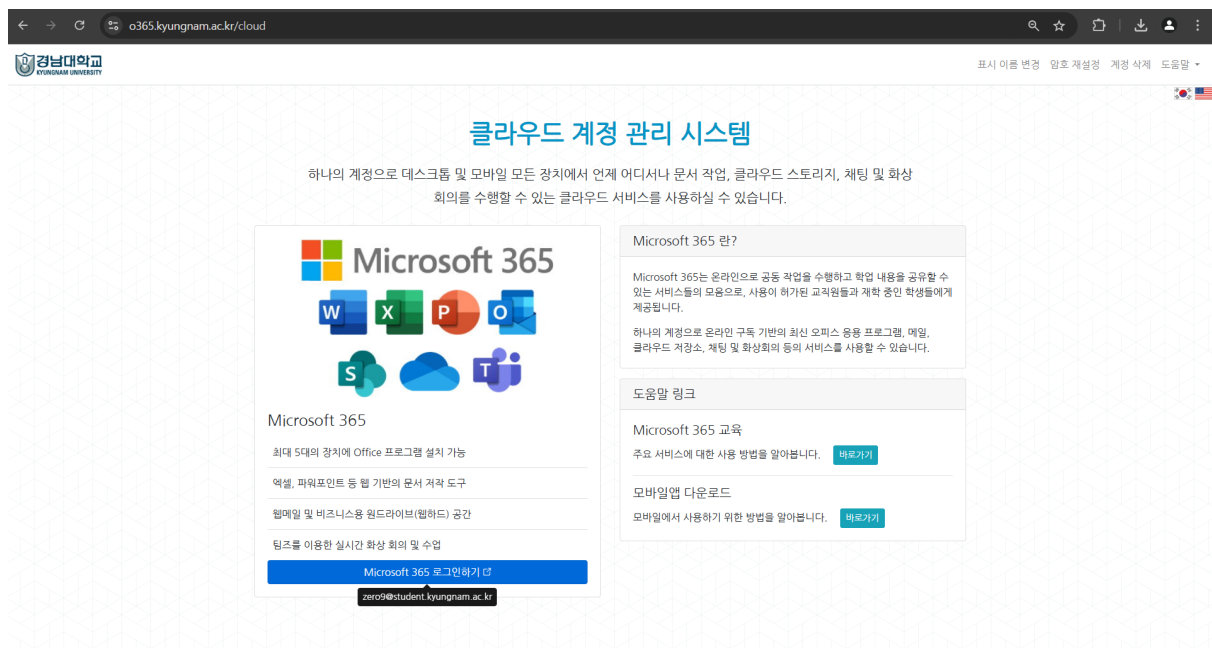 o365.kyungnam.ac.kr/cloud
경남대학교
KYUNGNAM UNIVERSITY
표시 이름 변경 암호 재설정 계정 삭제 도움말
클라우드 계정 관리 시스템
하나의 계정으로 데스크톱 및 모바일 모든 장치에서 언제 어디서나 문서 작업, 클라우드 스토리지, 채팅 및 화상
회의를 수행할 수 있는 클라우드 서비스를 사용하실 수 있습니다.
Microsoft 365
W X P O
S T
Microsoft 365
최대 5대의 장치에 Office 프로그램 설치 가능
엑셀, 파워포인트 등 웹 기반의 문서 저작 도구
웹메일 및 비즈니스용 원드라이브(웹하드) 공간
팀즈를 이용한 실시간 화상 회의 및 수업
Microsoft 365 로그인하기
zero9@student.kyungnam.ac.kr
Microsoft 365 란?
Microsoft 365는 온라인으로 공동 작업을 수행하고 학업 내용을 공유할 수
있는 서비스들의 모음으로, 사용이 허가된 교직원들과 재학 중인 학생들에게
제공됩니다.
하나의 계정으로 온라인 구독 기반의 최신 오피스 응용 프로그램, 메일,
클라우드 저장소, 채팅 및 화상회의 등의 서비스를 사용할 수 있습니다.
도움말 링크
Microsoft 365 교육
주요 서비스에 대한 사용 방법을 알아봅니다. 바로가기
모바일앱 다운로드
모바일에서 사용하기 위한 방법을 알아봅니다. 바로가기